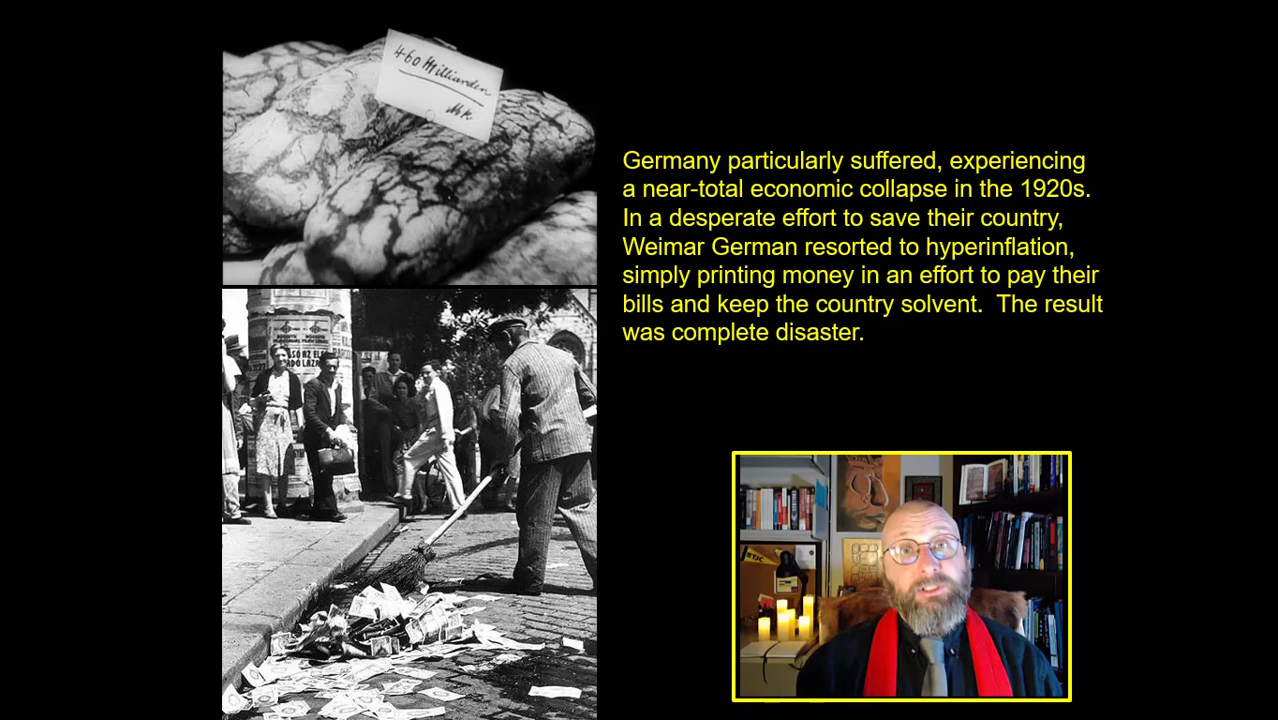 460 Milliarden
Mk.
Germany particularly suffered, experiencing
a near-total economic collapse in the 1920s.
In a desperate effort to save their country,
Weimar German resorted to hyperinflation,
simply printing money in an effort to pay their
bills and keep the country solvent.  The result
was complete disaster.
#TJC